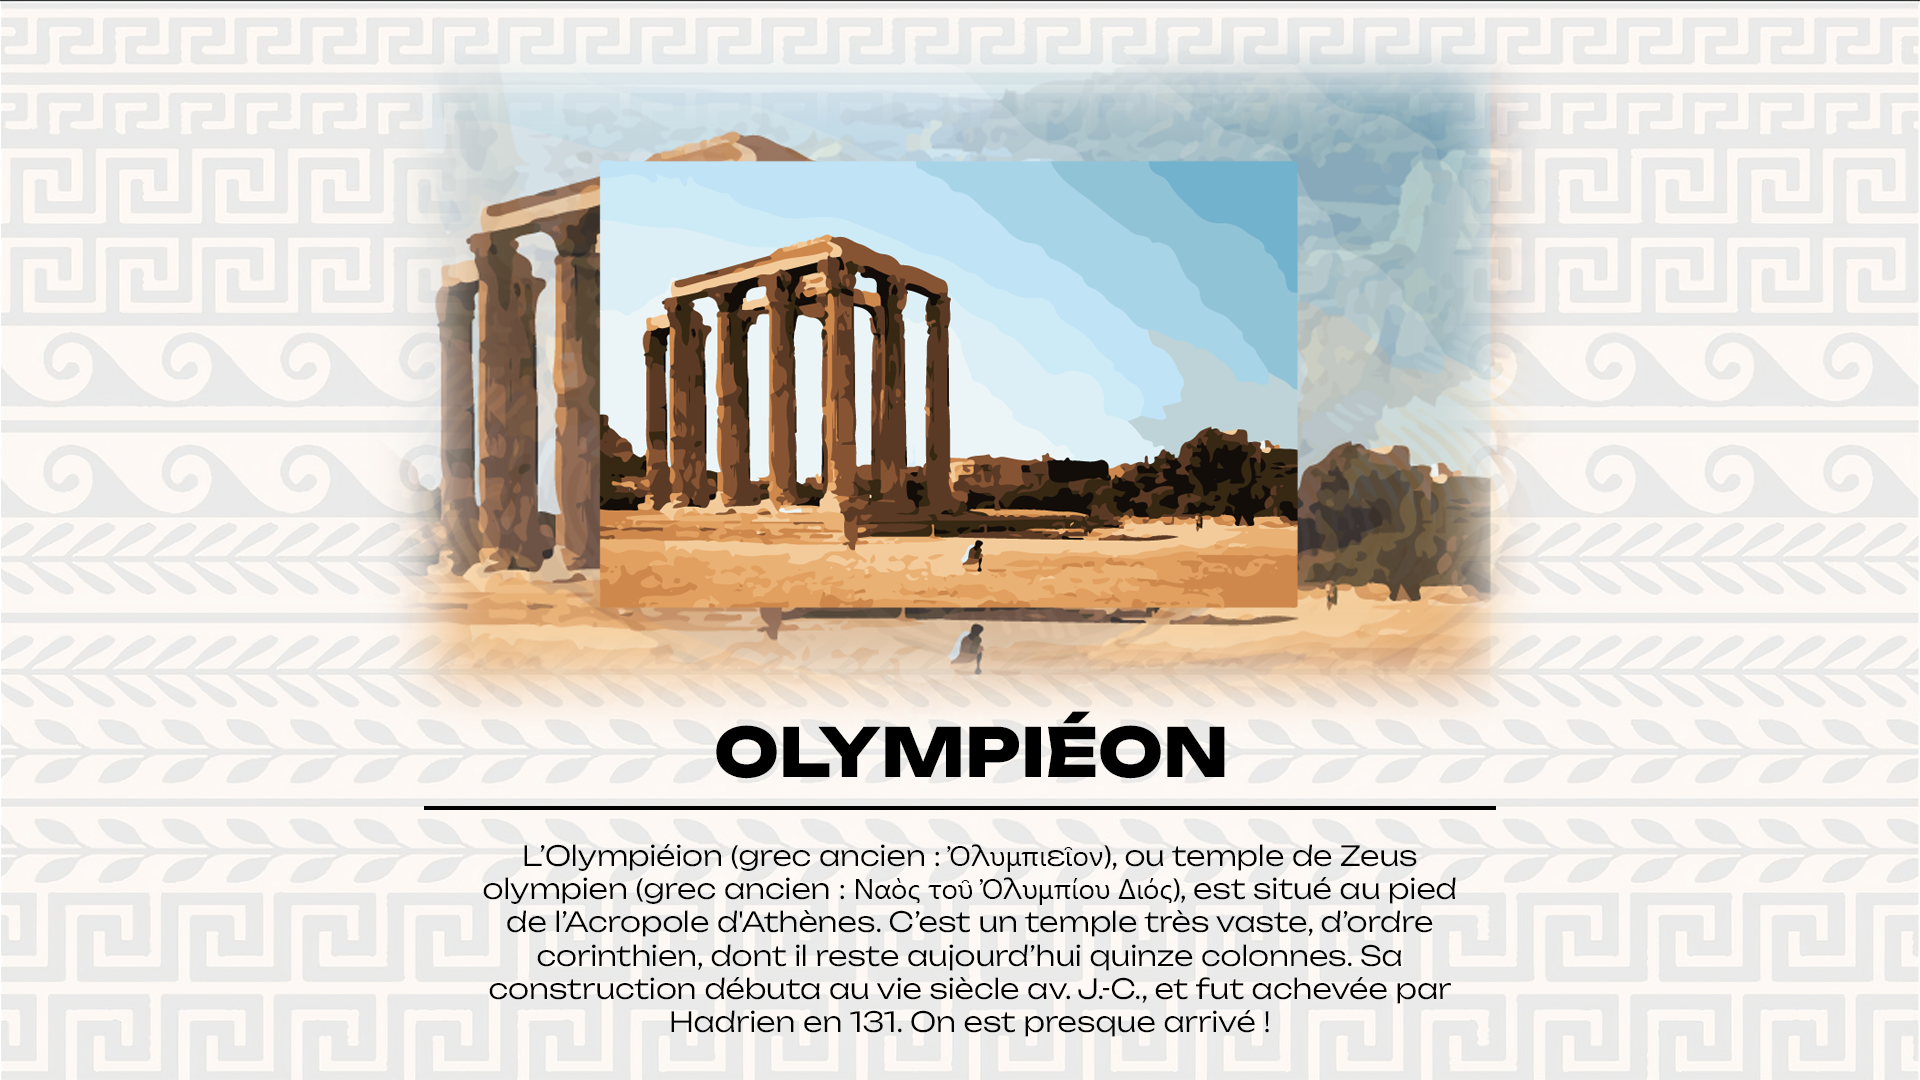 OLYMPIÉON
L’Olympiéion (grec ancien : Ὀλυμπιεῖον), ou temple de Zeus
olympien (grec ancien : Ναὸς τοῦ Ὀλυμπίου Διός), est situé au pied
de l’Acropole d'Athènes. C’est un temple très vaste, d’ordre
corinthien, dont il reste aujourd’hui quinze colonnes. Sa
construction débuta au vie siècle av. J.-C., et fut achevée par
Hadrien en 131. On est presque arrivé !